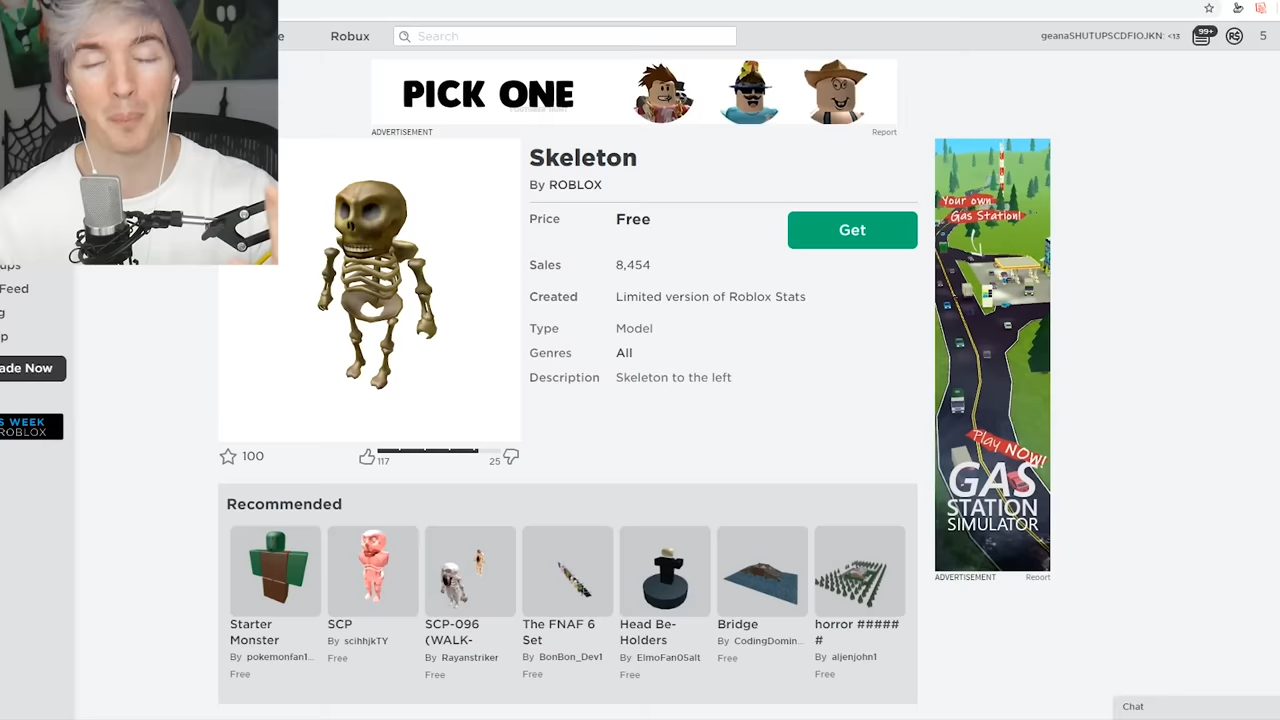 e
Robux
Search
geanaSHUTUPSCDFIOJKN: <13
99+
5
PICK ONE
ADVERTISEMENT
Report
Skeleton
By ROBLOX
Price
Free
Get
Sales
8,454
Created
Limited version of Roblox Stats
Type
Model
Genres
All
Description
Skeleton to the left
ups
Feed
g
p
ade Now
S WEEK
ROBLOX
100
117
25
Your own
Gas Station!
Play NOW!
GAS
STATION
SIMULATOR
ADVERTISEMENT
Report
Recommended
Starter
Monster
By pokemonfan1...
Free
SCP
By scihhjkTY
Free
SCP-096
(WALK-
By Rayanstriker
Free
The FNAF 6
Set
By BonBon_Dev1
Free
Head Be-
Holders
By ElmoFan05alt
Free
Bridge
By CodingDomin...
Free
horror #####
#
By aljenjohn1
Free
Chat